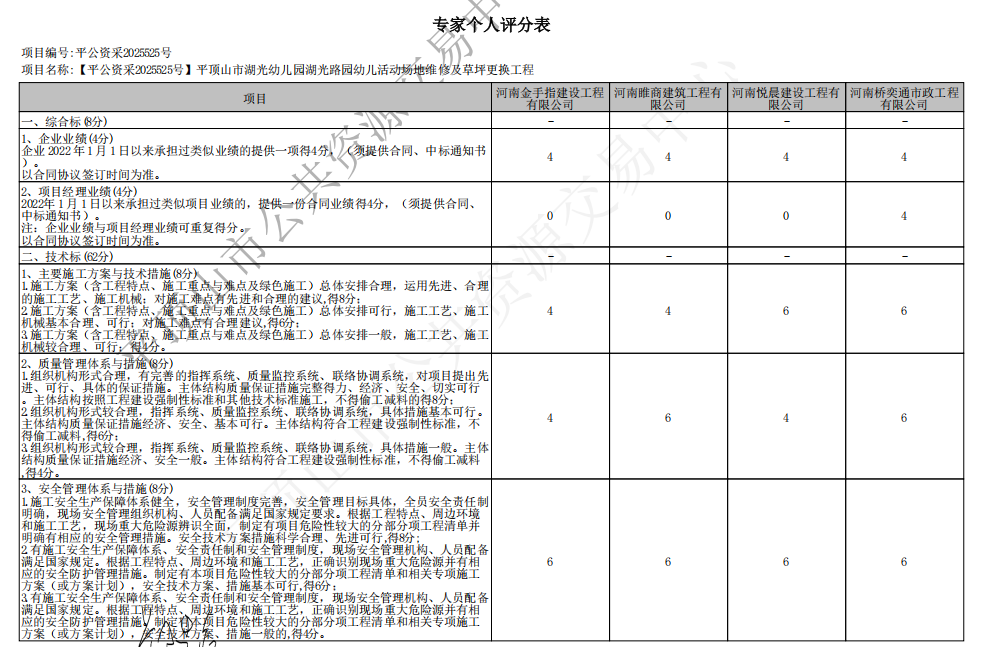 专家个人评分表
项目编号:平公资采2025525号
项目名称:【平公资采2025525号】平顶山市湖光幼儿园湖光路园幼儿活动场地维修及草坪更换工程
项目 河南金手指建设工程有限公司 河南睢商建筑工程有限公司 河南悦晨建设工程有限公司 河南桥奕通市政工程有限公司
一、综合标(8分) - - - -
1、企业业绩(4分)
企业 2022 年 1 月 1 日以来承担过类似业绩的提供一项得4分，（须提供合同、中标通知书
）。
以合同协议签订时间为准。
4 4 4 4
2、项目经理业绩(4分)
2022年 1 月 1 日以来承担过类似项目业绩的，提供一份合同业绩得4分，（须提供合同、
中标通知书）。
注：企业业绩与项目经理业绩可重复得分。
以合同协议签订时间为准。
0 0 0 4
二、技术标(62分) - - - -
1、主要施工方案与技术措施(8分)
1.施工方案（含工程特点、施工重点与难点及绿色施工）总体安排合理，运用先进、合理
的施工工艺、施工机械；对施工难点有先进和合理的建议,得8分;
2.施工方案（含工程特点、施工重点与难点及绿色施工）总体安排可行，施工工艺、施工
机械基本合理、可行；对施工难点有合理建议,得6分;
3.施工方案（含工程特点、施工重点与难点及绿色施工）总体安排一般，施工工艺、施工
机械较合理、可行，得4分。
4 4 6 6
2、质量管理体系与措施(8分)
1.组织机构形式合理，有完善的指挥系统、质量监控系统、联络协调系统，对项目提出先
进、可行、具体的保证措施。主体结构质量保证措施完整得力、经济、安全、切实可行
。主体结构按照工程建设强制性标准和其他技术标准施工，不得偷工减料的得8分;
2.组织机构形式较合理，指挥系统、质量监控系统、联络协调系统，具体措施基本可行。
主体结构质量保证措施经济、安全、基本可行。主体结构符合工程建设强制性标准，不
得偷工减料,得6分;
3.组织机构形式较合理，指挥系统、质量监控系统、联络协调系统，具体措施一般。主体
结构质量保证措施经济、安全一般。主体结构符合工程建设强制性标准，不得偷工减料
,得4分。
4 6 4 6
3、安全管理体系与措施(8分)
1.施工安全生产保障体系健全，安全管理制度完善，安全管理目标具体，全员安全责任制
明确，现场安全管理组织机构、人员配备满足国家规定要求。根据工程特点、周边环境
和施工工艺，现场重大危险源辨识全面，制定有项目危险性较大的分部分项工程清单并
明确有相应的安全管理措施。安全技术方案措施科学合理、先进可行,得8分;
2.有施工安全生产保障体系、安全责任制和安全管理制度，现场安全管理机构、人员配备
满足国家规定。根据工程特点、周边环境和施工工艺，正确识别现场重大危险源并有相
应的安全防护管理措施。制定有本项目危险性较大的分部分项工程清单和相关专项施工
方案（或方案计划），安全技术方案、措施基本可行,得6分;
3.有施工安全生产保障体系、安全责任制和安全管理制度，现场安全管理机构、人员配备
满足国家规定。根据工程特点、周边环境和施工工艺，正确识别现场重大危险源并有相
应的安全防护管理措施。制定有本项目危险性较大的分部分项工程清单和相关专项施工
方案（或方案计划），安全技术方案、措施一般的,得4分。
6 6 6 6
平顶山市公共资源交易中